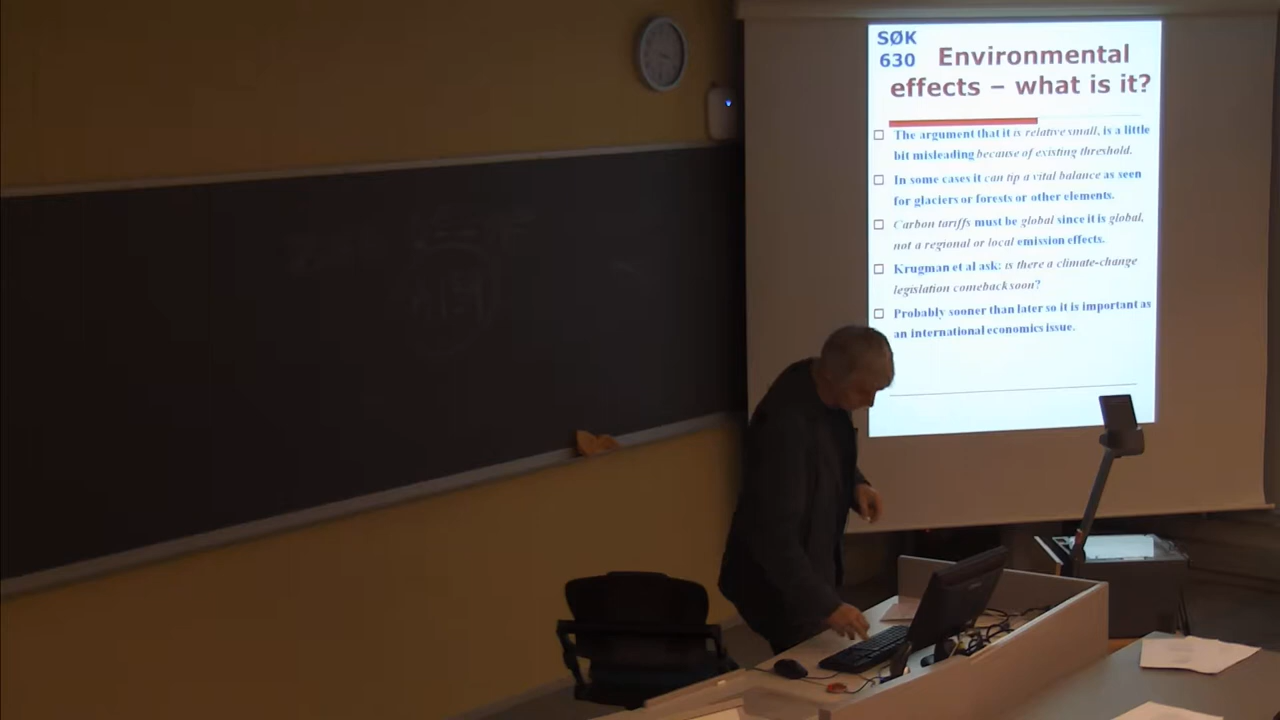 SØK
630
Environmental
effects – what is it?
The argument that it is relative small, is a little
bit misleading because of existing threshold.
In some cases it can tip a vital balance as seen
for glaciers or forests or other elements.
Carbon tariffs must be global since it is global,
not a regional or local emission effects.
Krugman et al ask: is there a climate-change
legislation comeback soon?
Probably sooner than later so it is important as
an international economics issue.